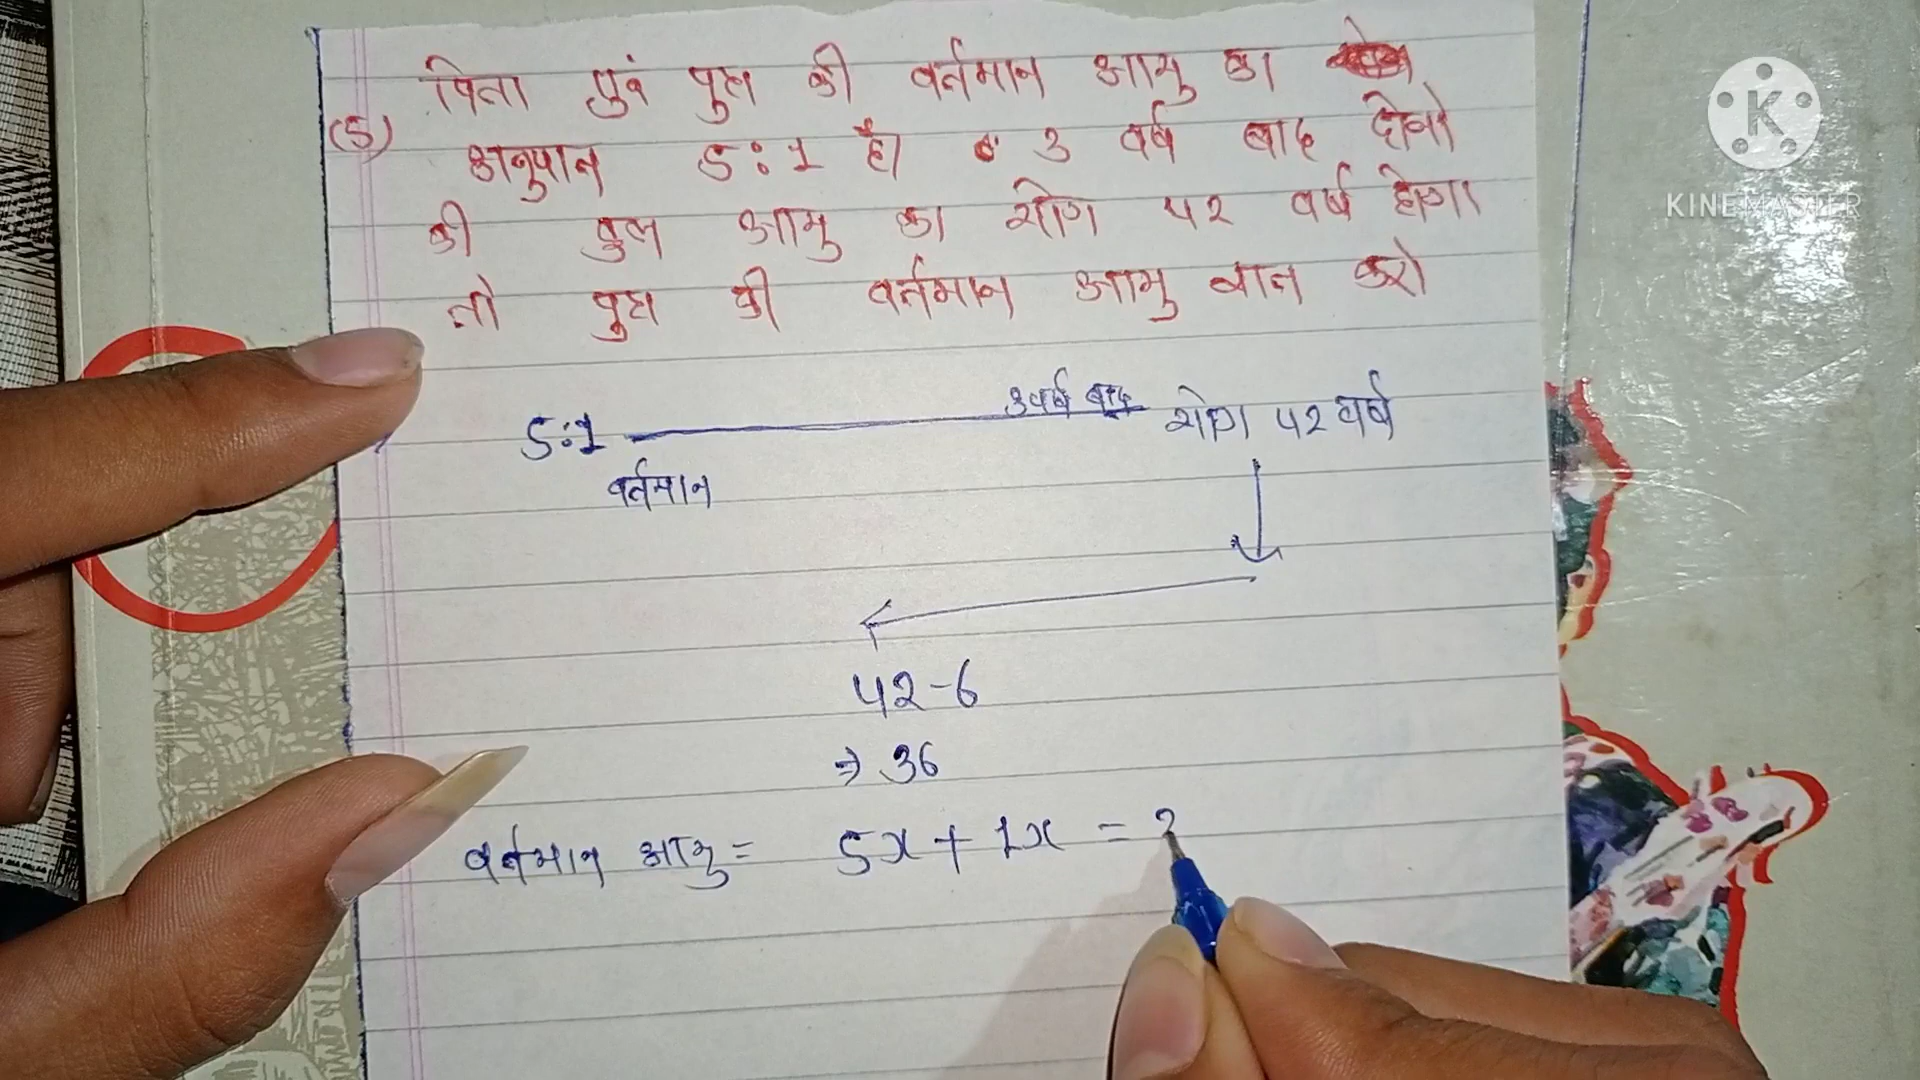 पिता एवं पुत्र की वर्तमान आयु का
(5) अनुपात 5:1 है। 3 वर्ष बाद दोनो
की कुल आयु का योग 42 वर्ष होगा
तो पुत्र की वर्तमान आयु ज्ञात करो
5:1 3 वर्ष बाद योग 42 वर्ष
वर्तमान
42-6
⇒ 36
वर्तमान आयु = 5x + 1x = 3
K
KINEMASTER